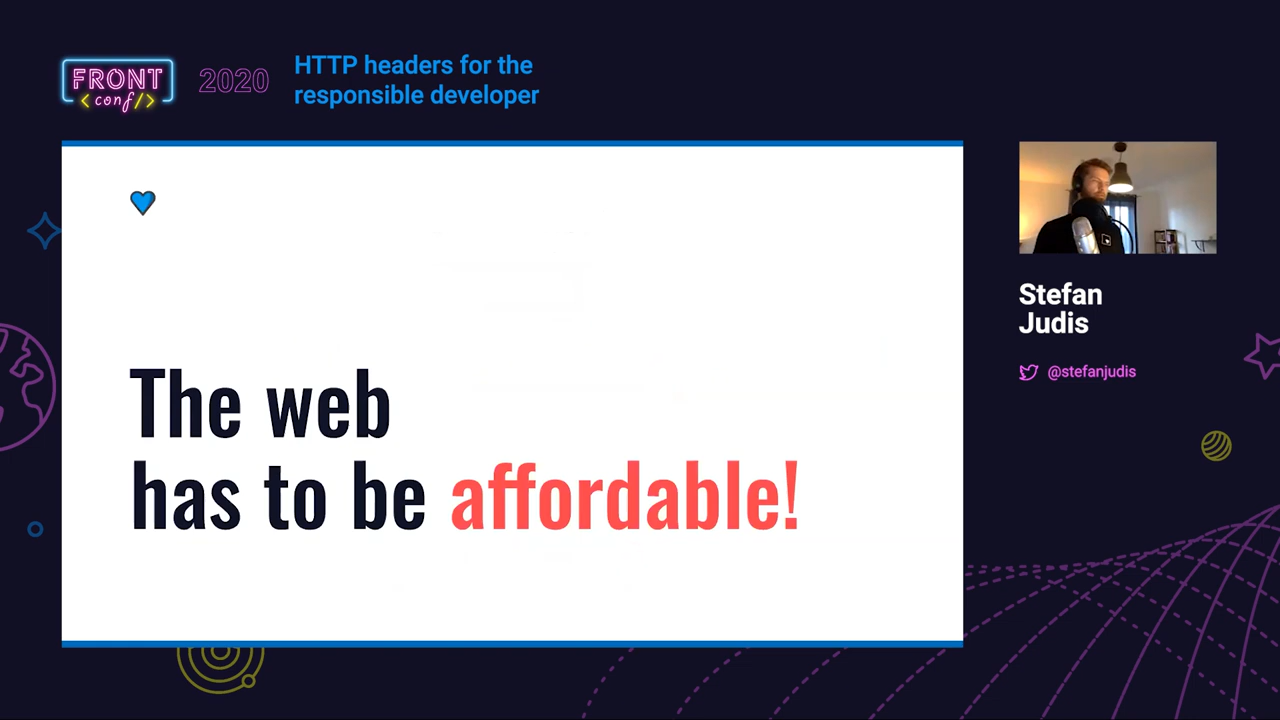 FRONT
<conf/>
2020
HTTP headers for the
responsible developer
The web
has to be affordable!
Stefan
Judis
@stefanjudis